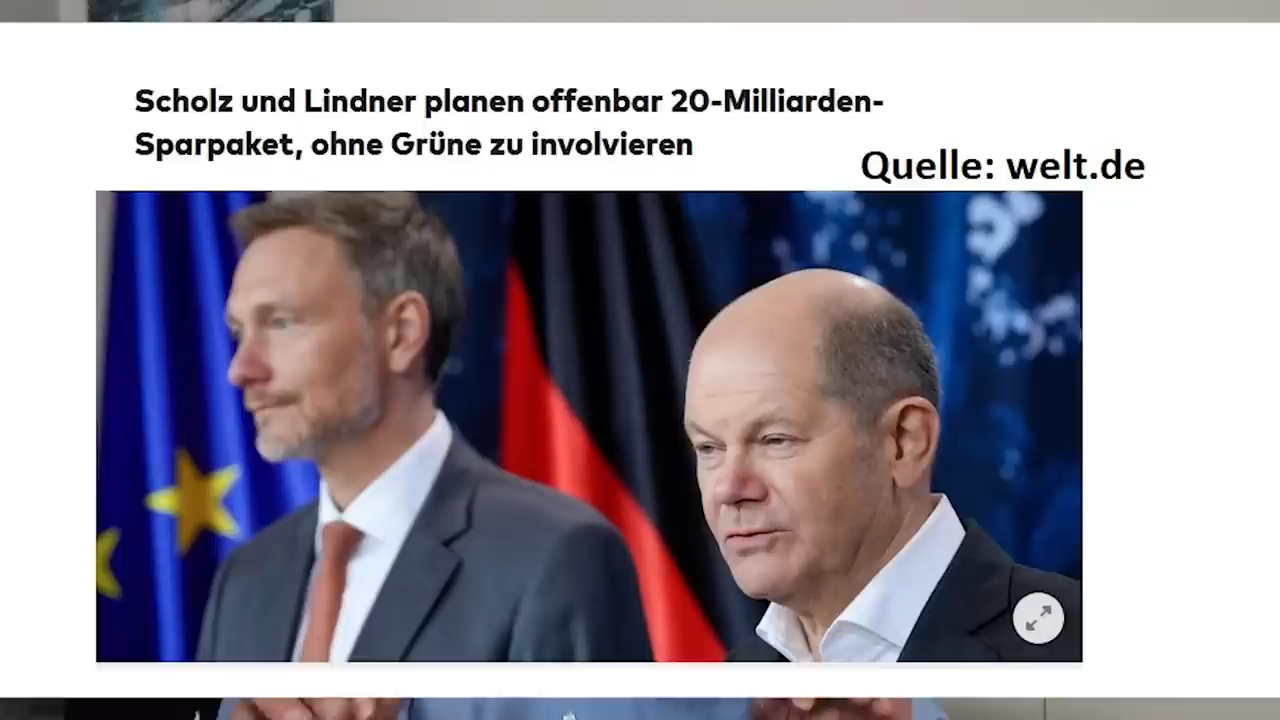 Scholz und Lindner planen offenbar 20-Milliarden-
Sparpaket, ohne Grüne zu involvieren
Quelle: welt.de